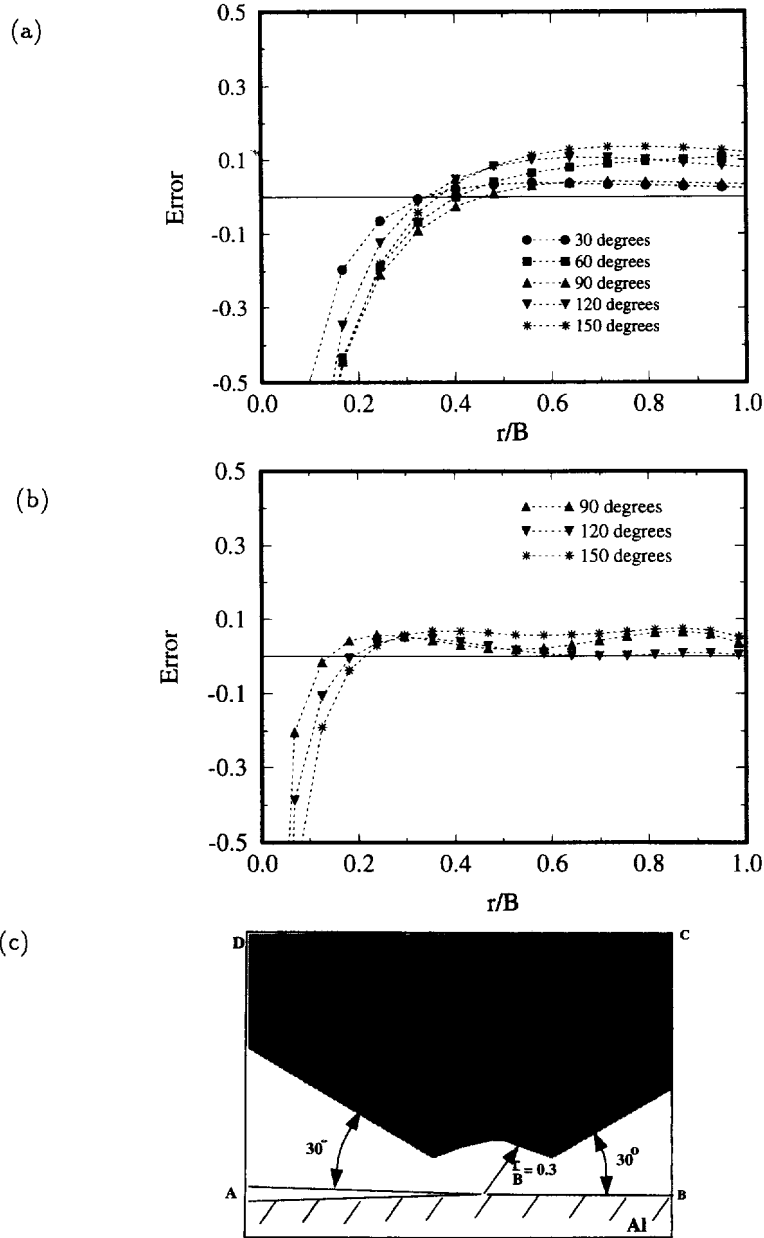 (a)
0.5
0.3
0.1
-0.1
-0.3
-0.5
Error
30 degrees
60 degrees
90 degrees
120 degrees
150 degrees
0.0 0.2 0.4 0.6 0.8 1.0
r/B
(b)
0.5
0.3
0.1
-0.1
-0.3
-0.5
Error
90 degrees
120 degrees
150 degrees
0.0 0.2 0.4 0.6 0.8 1.0
r/B
(c)
D C
30°
r/B = 0.3
30°
A B
Al